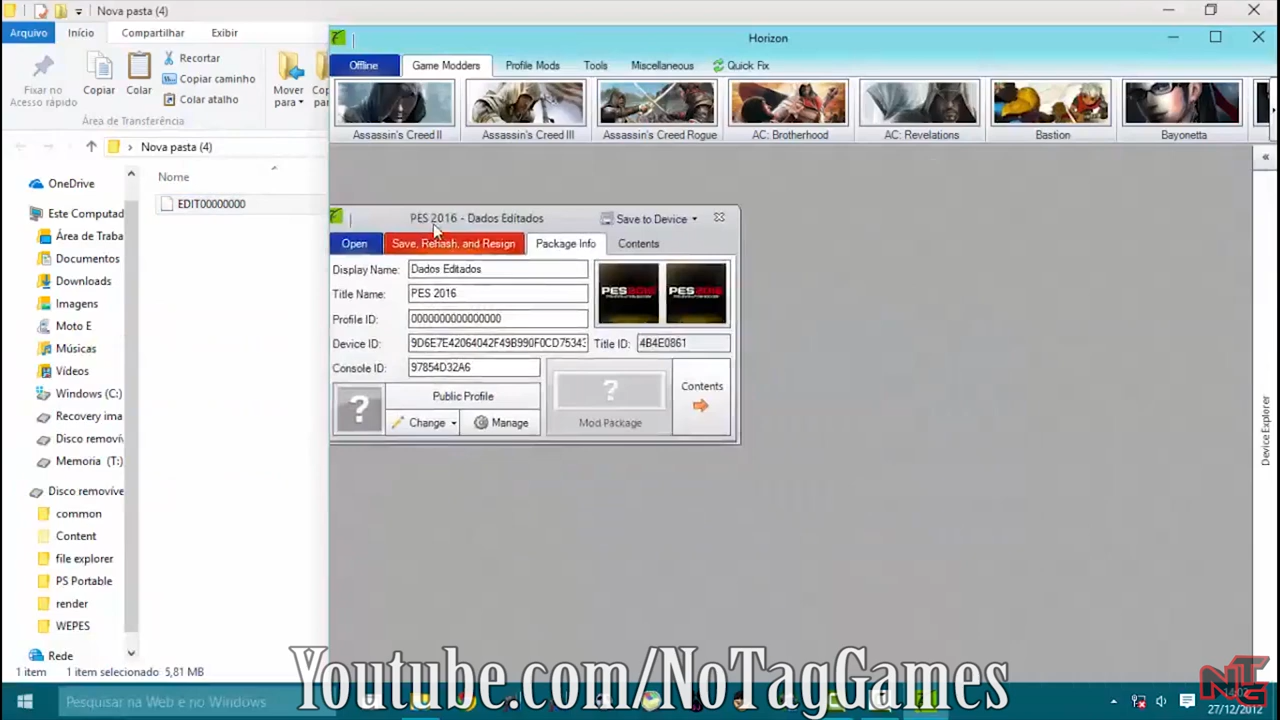 Nova pasta (4)
Arquivo
Início
Compartilhar
Exibir
Fixar no
Acesso rápido
Copiar
Colar
Recortar
Copiar caminho
Colar atalho
Mover
para
Área de Transferência
Nova pasta (4)
Nome
EDIT00000000
OneDrive
Este Computad
Área de Traba
Documentos
Downloads
Imagens
Moto E
Músicas
Vídeos
Windows (C:)
Recovery ima
Disco removív
Memoria (T:)
Disco removíve
common
Content
file explorer
PS Portable
render
WEPES
Rede
1 item
1 item selecionado 5,81 MB
Horizon
Offline
Game Modders
Profile Mods
Tools
Miscellaneous
Quick Fix
Assassin's Creed II
Assassin's Creed III
Assassin's Creed Rogue
AC: Brotherhood
AC: Revelations
Bastion
Bayonetta
PES 2016 - Dados Editados
Save to Device
Open
Save, Rehash, and Resign
Package Info
Contents
Display Name:
Dados Editados
Title Name:
PES 2016
Profile ID:
0000000000000000
Device ID:
9D6E7E42064042F49B990F0CD75343
Title ID:
4B4E0861
Console ID:
97854D32A6
Public Profile
Change
Manage
Mod Package
Contents
Device Explorer
Youtube.com/NoTagGames
Pesquisar na Web e no Windows
27/12/2012